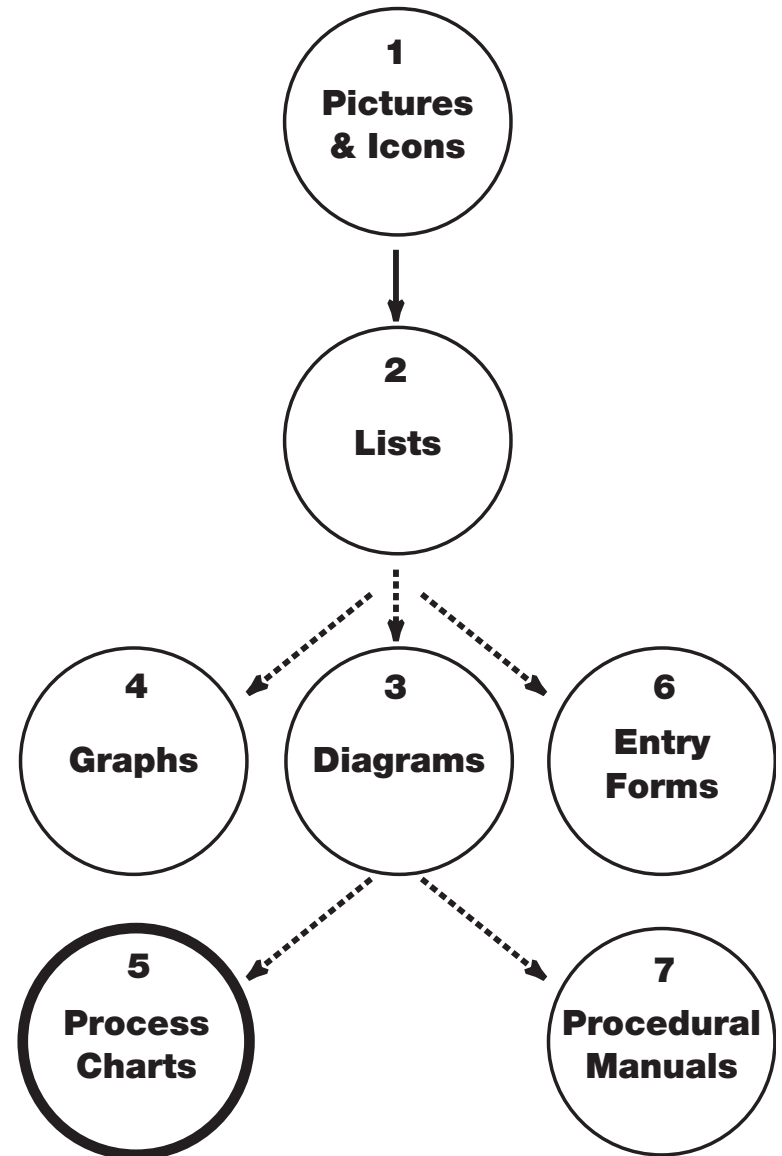 1
Pictures
& Icons
2
Lists
4
Graphs
3
Diagrams
6
Entry
Forms
5
Process
Charts
7
Procedural
Manuals